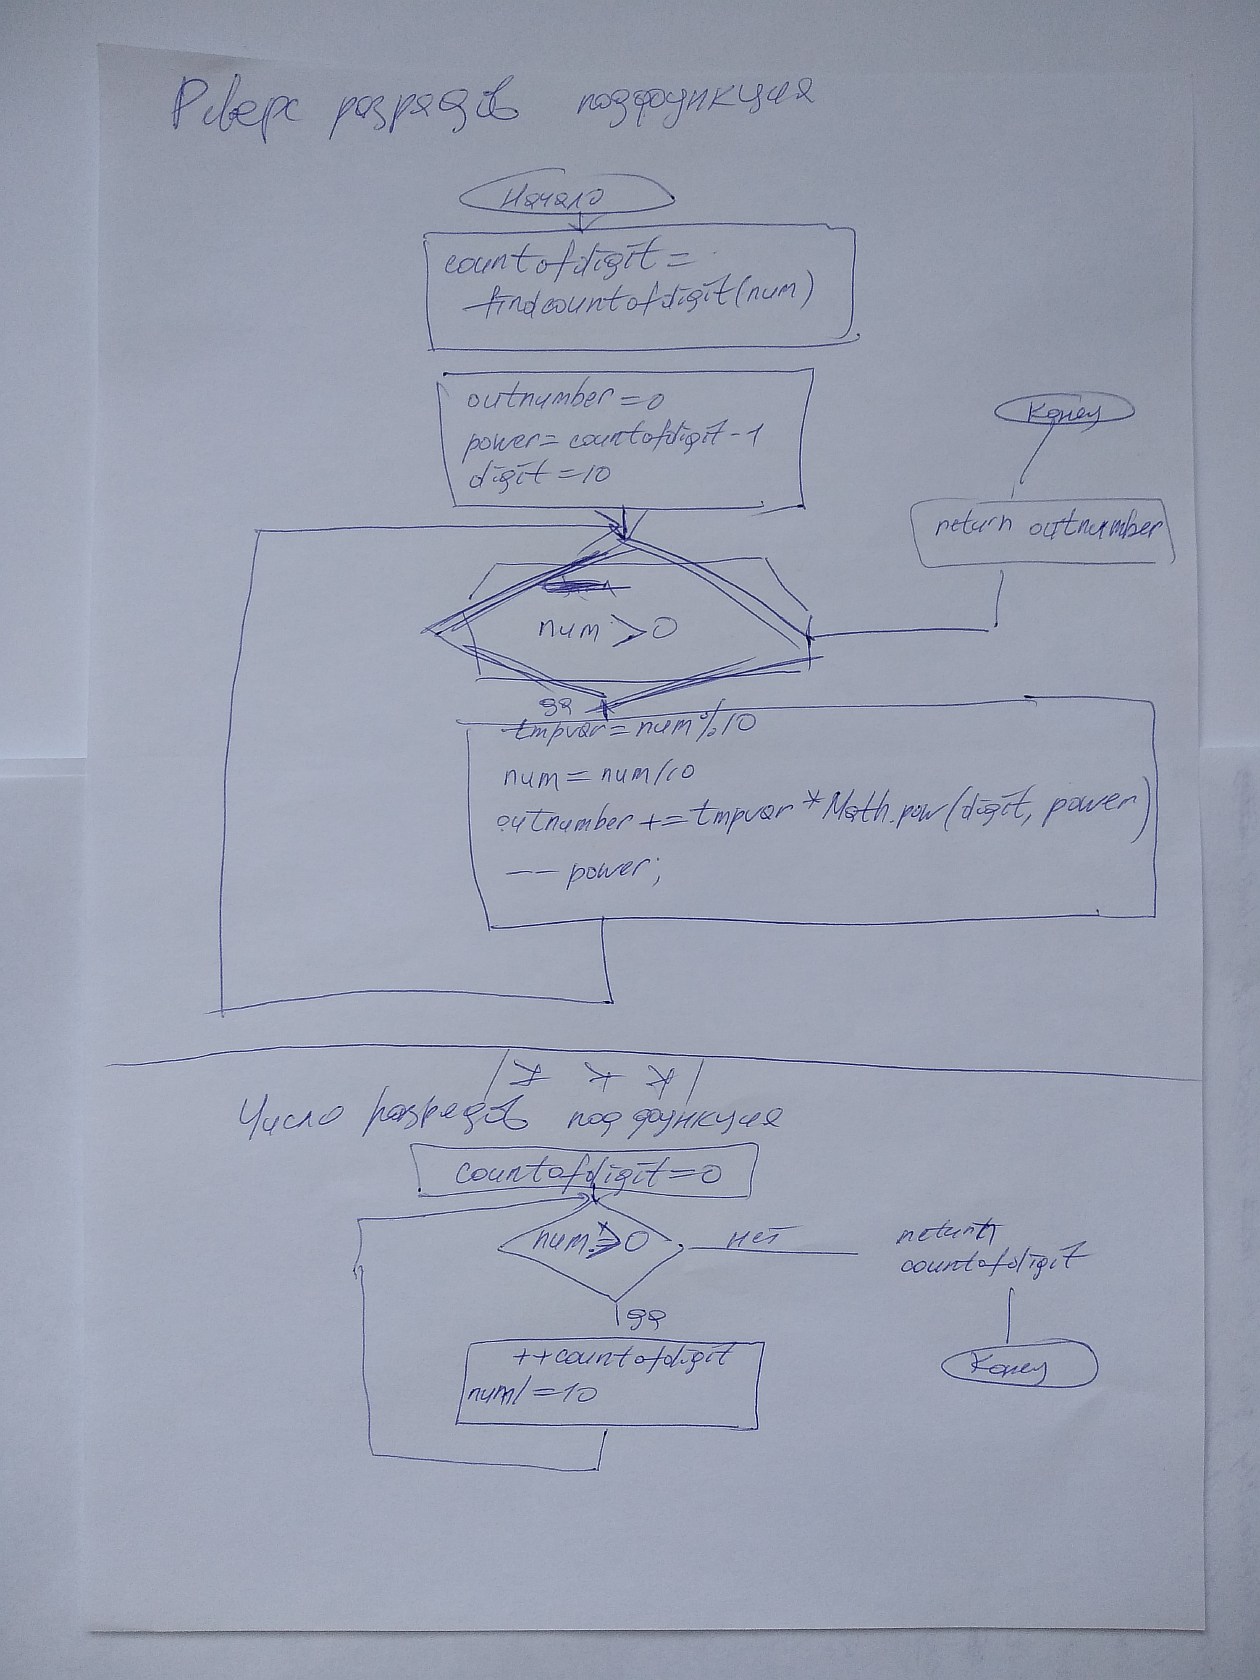 Реверс разрядов подфункция
Начало
countofdigit =
findcountofdigit(num)
outnumber = 0
power = countofdigit - 1
digit = 10
Конец
return outnumber
num > 0
да
tmpvar = num % 10
num = num / 10
outnumber += tmpvar * Math.pow(digit, power)
-- power;
* * *
Число разрядов подфункция
countofdigit = 0
num > 0
нет
return
countofdigit
да
++countofdigit
num /= 10
Конец